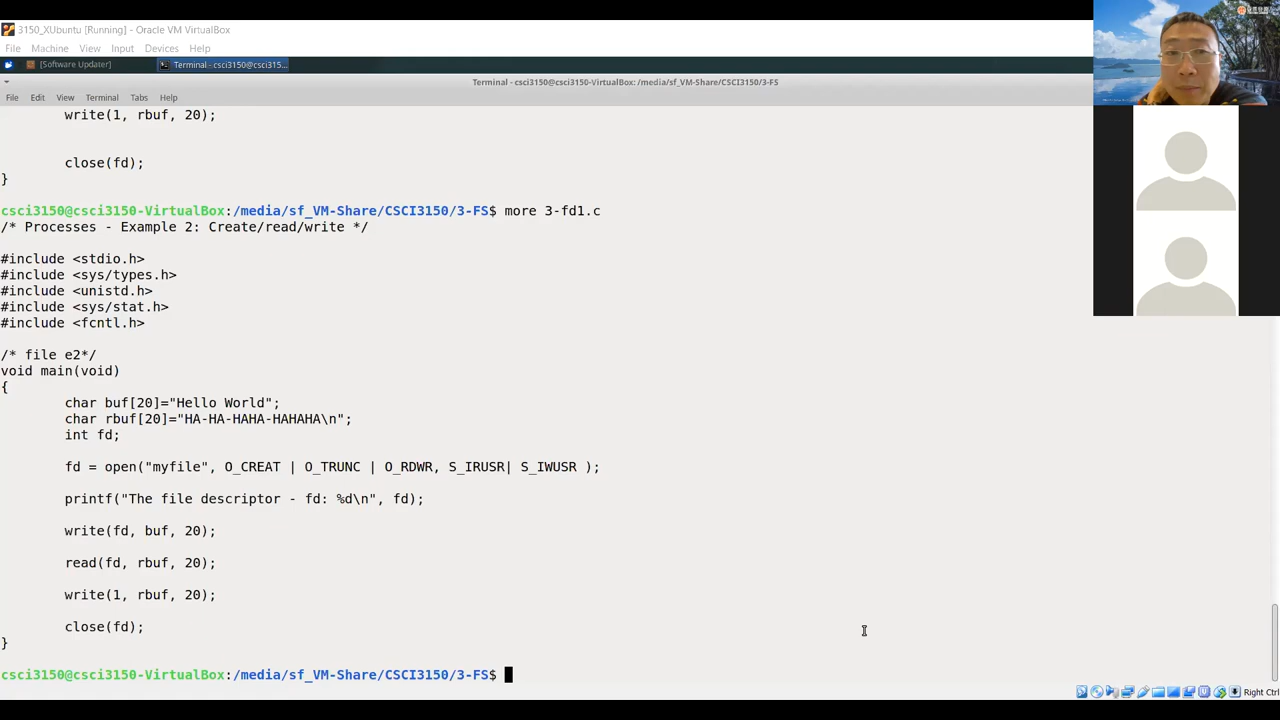 3150_XUbuntu [Running] - Oracle VM VirtualBox
File Machine View Input Devices Help
[Software Updater] Terminal - csci3150@csci315...
Terminal - csci3150@csci3150-VirtualBox: /media/sf_VM-Share/CSCI3150/3-FS
File Edit View Terminal Tabs Help
write(1, rbuf, 20);
close(fd);
}
csci3150@csci3150-VirtualBox:/media/sf_VM-Share/CSCI3150/3-FS$ more 3-fd1.c
/* Processes - Example 2: Create/read/write */
#include <stdio.h>
#include <sys/types.h>
#include <unistd.h>
#include <sys/stat.h>
#include <fcntl.h>
/* file e2*/
void main(void)
{
char buf[20]="Hello World";
char rbuf[20]="HA-HA-HAHA-HAHAHA\n";
int fd;
fd = open("myfile", O_CREAT | O_TRUNC | O_RDWR, S_IRUSR| S_IWUSR );
printf("The file descriptor - fd: %d\n", fd);
write(fd, buf, 20);
read(fd, rbuf, 20);
write(1, rbuf, 20);
close(fd);
}
csci3150@csci3150-VirtualBox:/media/sf_VM-Share/CSCI3150/3-FS$
Right Ctrl